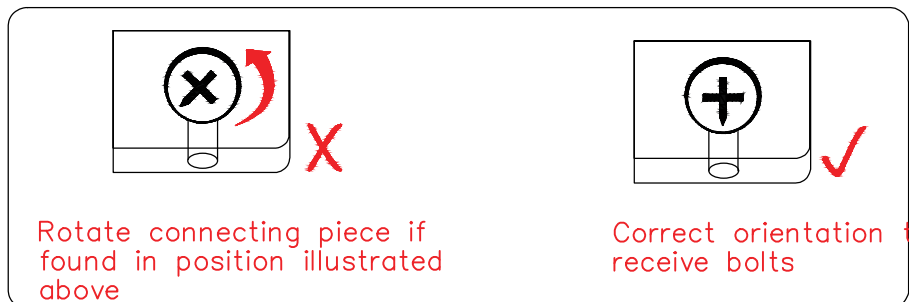 Rotate connecting piece if
found in position illustrated
above
Correct orientation
receive bolts